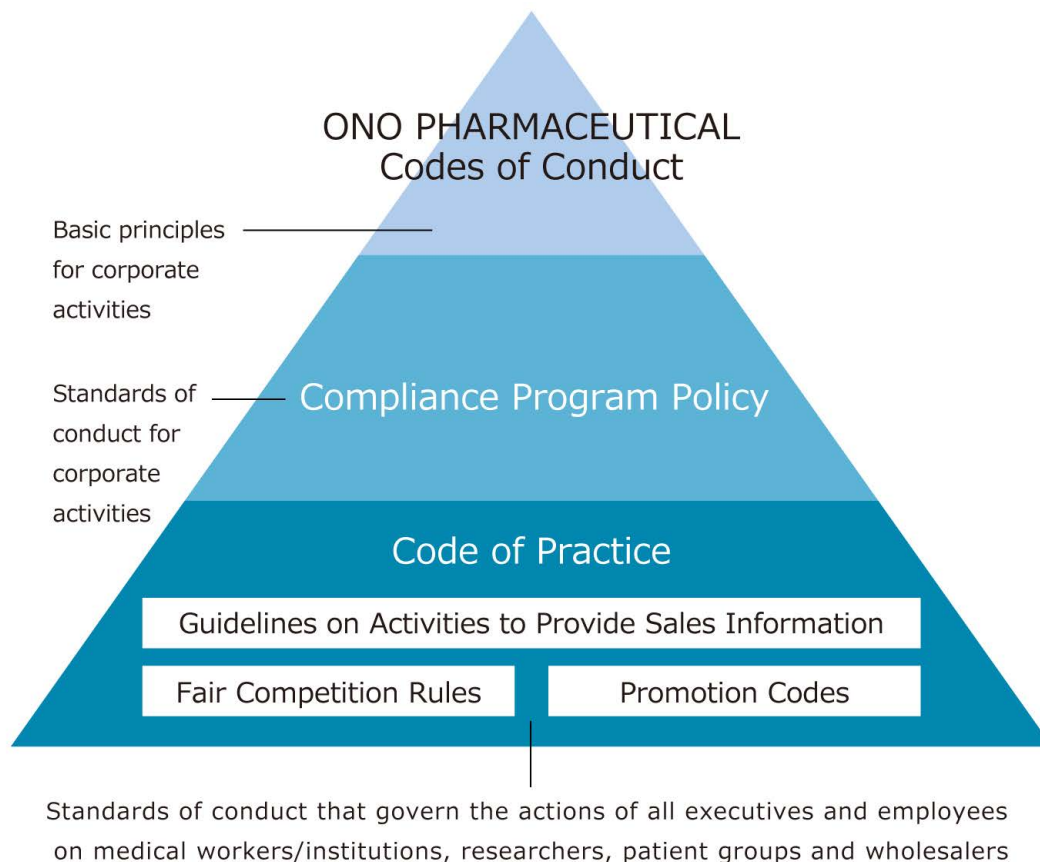 ONO PHARMACEUTICAL
Codes of Conduct
Basic principles
for corporate
activities
Standards of
conduct for
corporate
activities
Compliance Program Policy
Code of Practice
Guidelines on Activities to Provide Sales Information
Fair Competition Rules
Promotion Codes
Standards of conduct that govern the actions of all executives and employees
on medical workers/institutions, researchers, patient groups and wholesalers